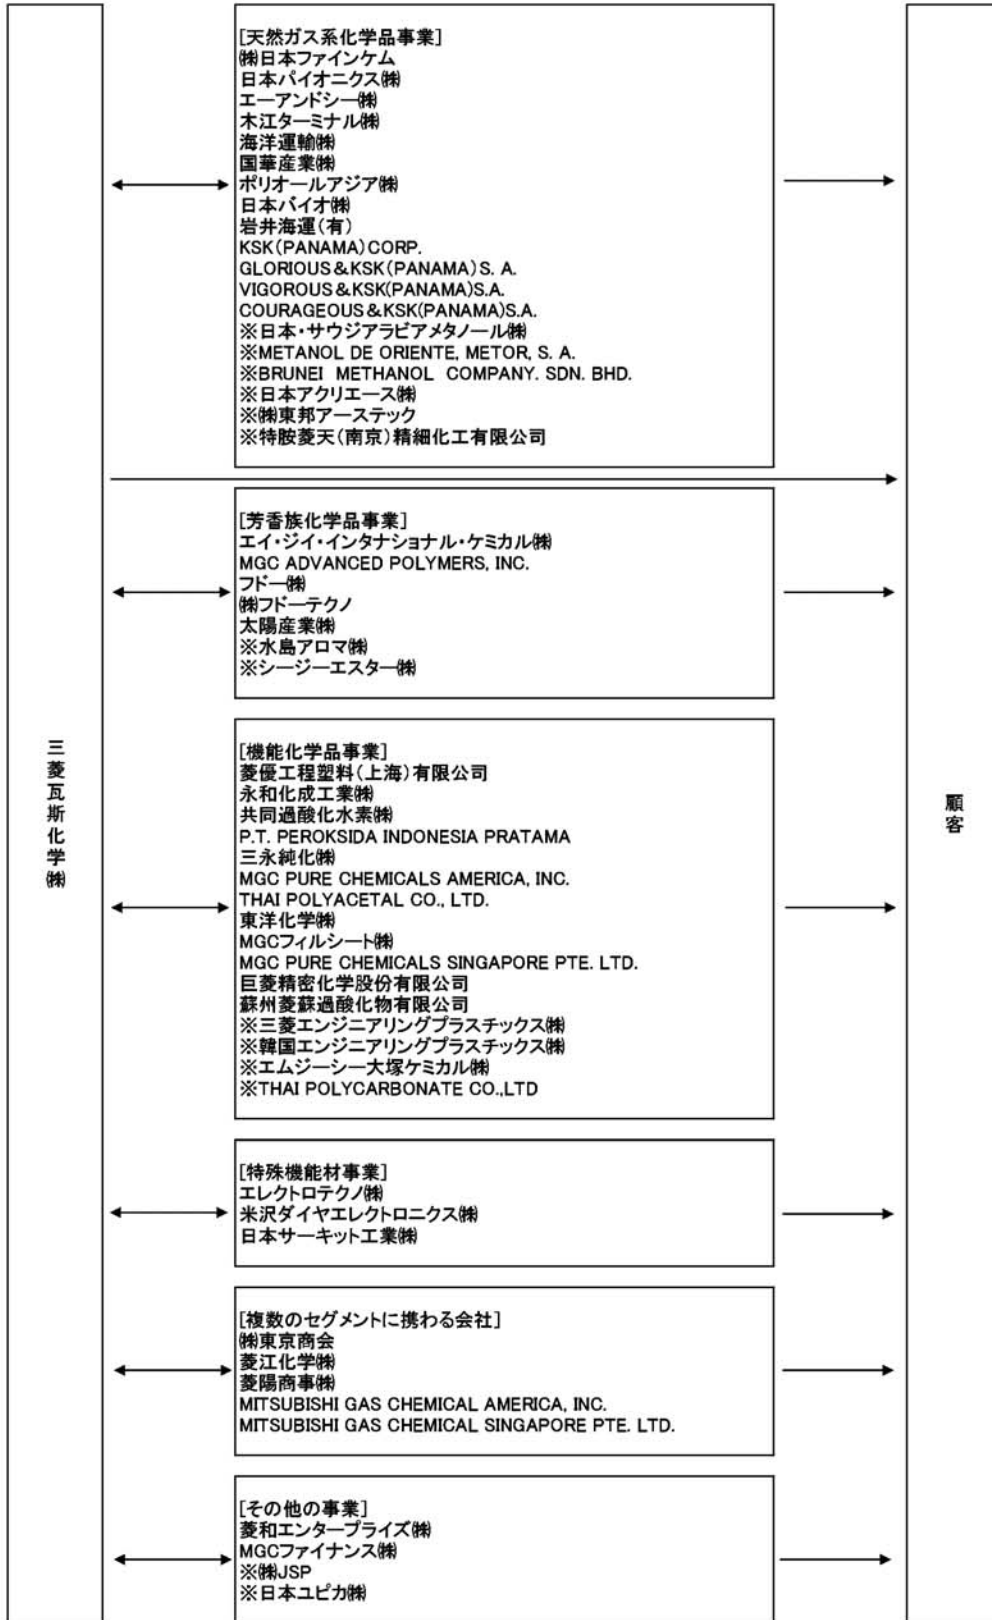 三菱瓦斯化学㈱
[天然ガス系化学品事業]
㈱日本ファインケム
日本パイオニクス㈱
エーアンドシー㈱
木江ターミナル㈱
海洋運輸㈱
国華産業㈱
ポリオールアジア㈱
日本バイオ㈱
岩井海運(有)
KSK(PANAMA)CORP.
GLORIOUS&KSK(PANAMA)S. A.
VIGOROUS&KSK(PANAMA)S.A.
COURAGEOUS&KSK(PANAMA)S.A.
※日本・サウジアラビアメタノール㈱
※METANOL DE ORIENTE, METOR, S. A.
※BRUNEI METHANOL COMPANY. SDN. BHD.
※日本アクリエース㈱
※㈱東邦アーステック
※特胺菱天(南京)精細化工有限公司
[芳香族化学品事業]
エイ・ジイ・インタナショナル・ケミカル㈱
MGC ADVANCED POLYMERS, INC.
フドー㈱
㈱フドーテクノ
太陽産業㈱
※水島アロマ㈱
※シージーエスター㈱
[機能化学品事業]
菱優工程塑料(上海)有限公司
永和化成工業㈱
共同過酸化水素㈱
P.T. PEROKSIDA INDONESIA PRATAMA
三永純化㈱
MGC PURE CHEMICALS AMERICA, INC.
THAI POLYACETAL CO., LTD.
東洋化学㈱
MGCフィルシート㈱
MGC PURE CHEMICALS SINGAPORE PTE. LTD.
巨菱精密化学股份有限公司
蘇州菱蘇過酸化物有限公司
※三菱エンジニアリングプラスチックス㈱
※韓国エンジニアリングプラスチックス㈱
※エムジーシー大塚ケミカル㈱
※THAI POLYCARBONATE CO.,LTD
[特殊機能材事業]
エレクトロテクノ㈱
米沢ダイヤエレクトロニクス㈱
日本サーキット工業㈱
[複数のセグメントに携わる会社]
㈱東京商会
菱江化学㈱
菱陽商事㈱
MITSUBISHI GAS CHEMICAL AMERICA, INC.
MITSUBISHI GAS CHEMICAL SINGAPORE PTE. LTD.
[その他の事業]
菱和エンタープライズ㈱
MGCファイナンス㈱
※㈱JSP
※日本ユピカ㈱
顧客